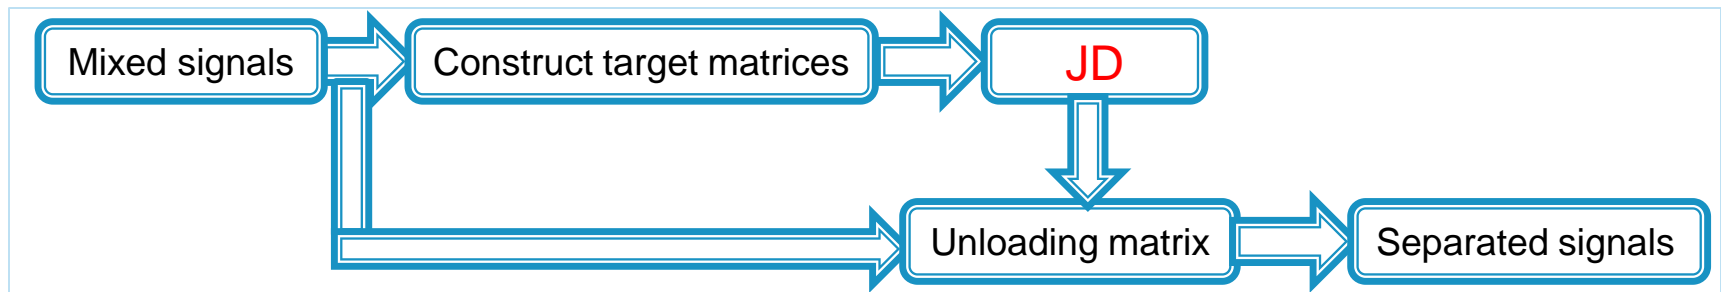 Mixed signals
Construct target matrices
JD
Unloading matrix
Separated signals